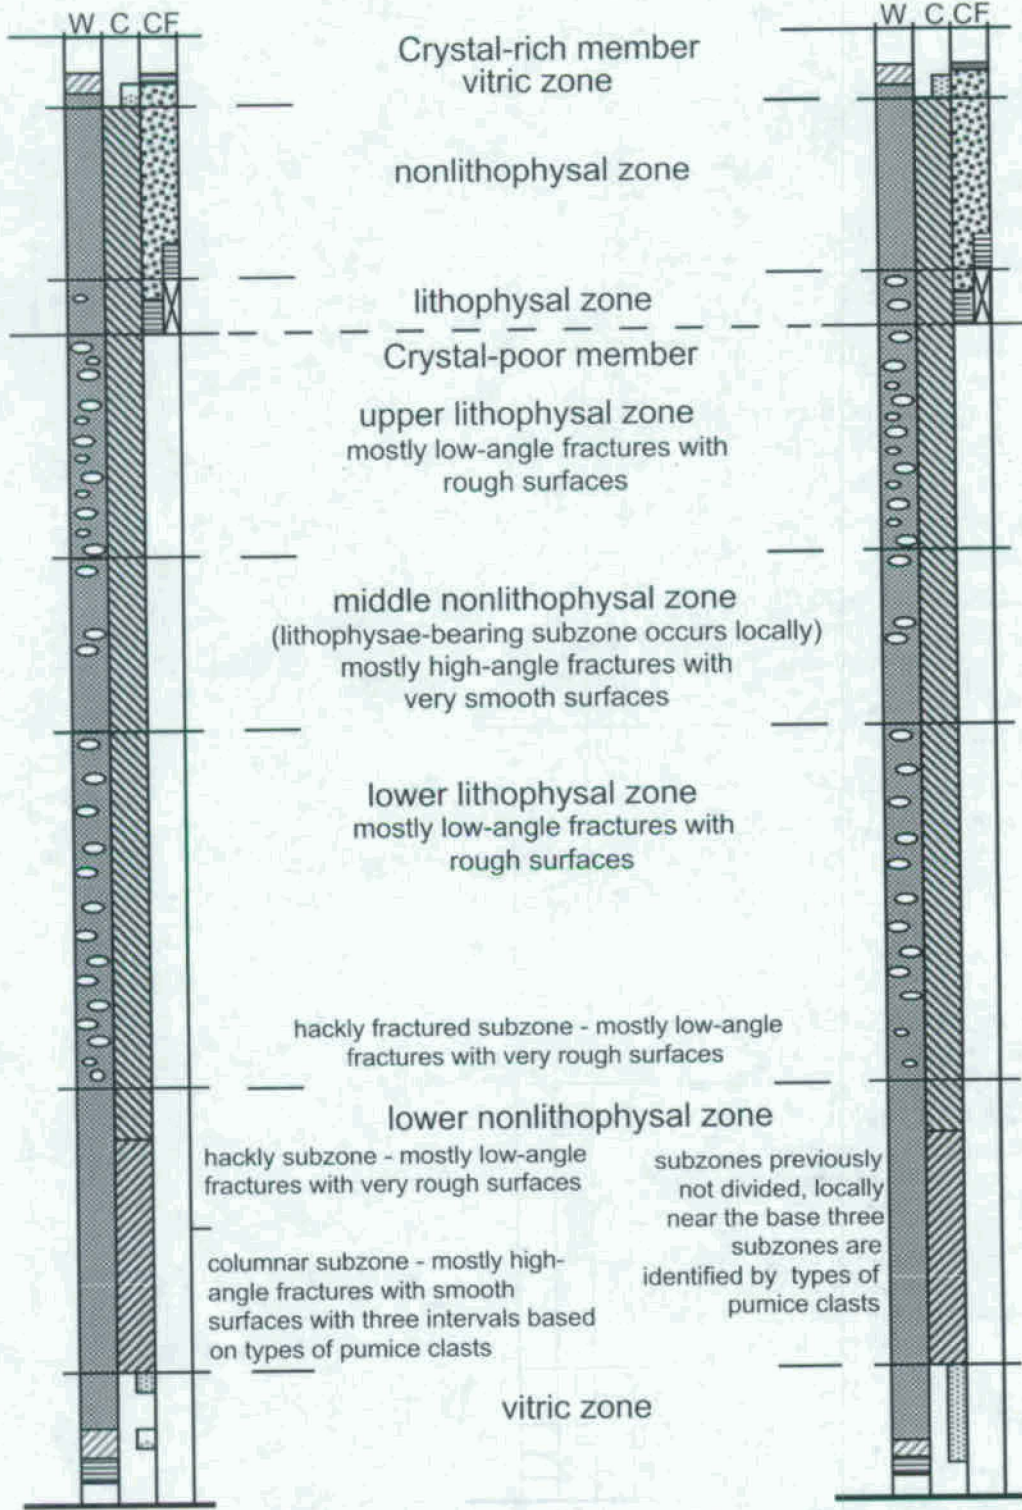 W C CF
W C CF
Crystal-rich member
vitric zone
nonlithophysal zone
lithophysal zone
Crystal-poor member
upper lithophysal zone
mostly low-angle fractures with
rough surfaces
middle nonlithophysal zone
(lithophysae-bearing subzone occurs locally)
mostly high-angle fractures with
very smooth surfaces
lower lithophysal zone
mostly low-angle fractures with
rough surfaces
hackly fractured subzone - mostly low-angle
fractures with very rough surfaces
lower nonlithophysal zone
hackly subzone - mostly low-angle
fractures with very rough surfaces
columnar subzone - mostly high-
angle fractures with smooth
surfaces with three intervals based
on types of pumice clasts
subzones previously
not divided, locally
near the base three
subzones are
identified by types of
pumice clasts
vitric zone